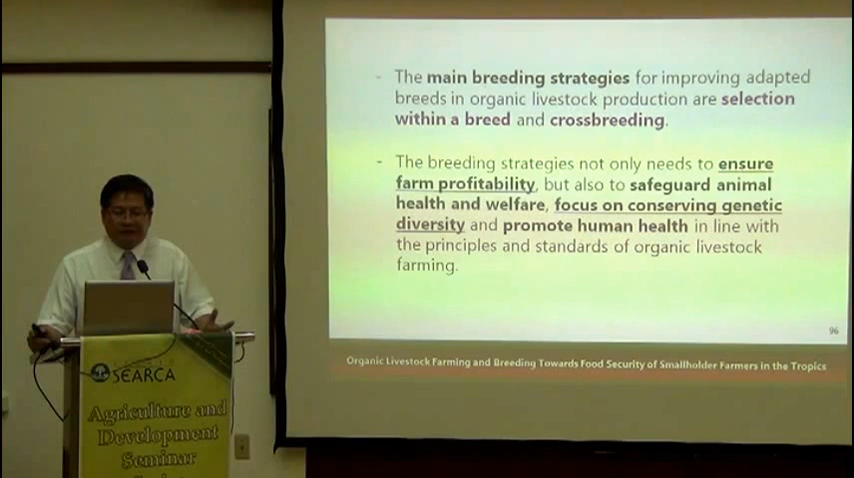 - The main breeding strategies for improving adapted
breeds in organic livestock production are selection
within a breed and crossbreeding.
- The breeding strategies not only needs to ensure
farm profitability, but also to safeguard animal
health and welfare, focus on conserving genetic
diversity and promote human health in line with
the principles and standards of organic livestock
farming.
96
Organic Livestock Farming and Breeding Towards Food Security of Smallholder Farmers in the Tropics
SEARCA
Agriculture and
Development
Seminar